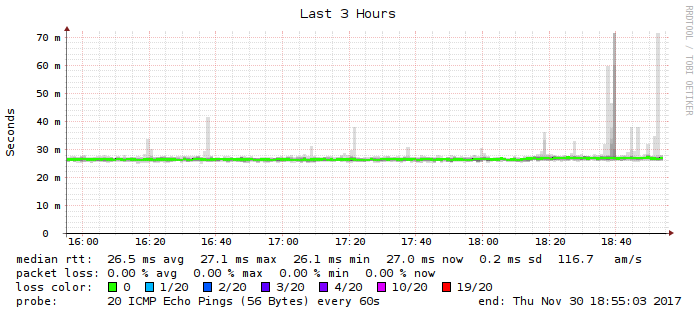 Last 3 Hours
RRDTOOL / TOBI OETIKER
Seconds
70 m
60 m
50 m
40 m
30 m
20 m
10 m
0
16:00 16:20 16:40 17:00 17:20 17:40 18:00 18:20 18:40
median rtt: 26.5 ms avg 27.1 ms max 26.1 ms min 27.0 ms now 0.2 ms sd 116.7 am/s
packet loss: 0.00 % avg 0.00 % max 0.00 % min 0.00 % now
loss color: 0 1/20 2/20 3/20 4/20 10/20 19/20
probe: 20 ICMP Echo Pings (56 Bytes) every 60s end: Thu Nov 30 18:55:03 2017